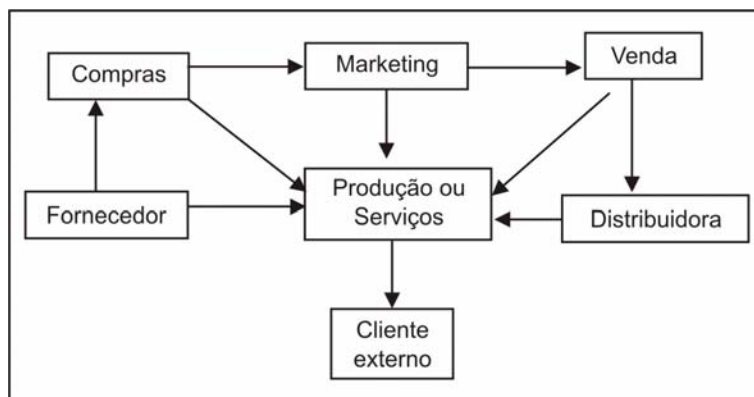 Compras
Marketing
Venda
Fornecedor
Produção ou
Serviços
Distribuidora
Cliente
externo